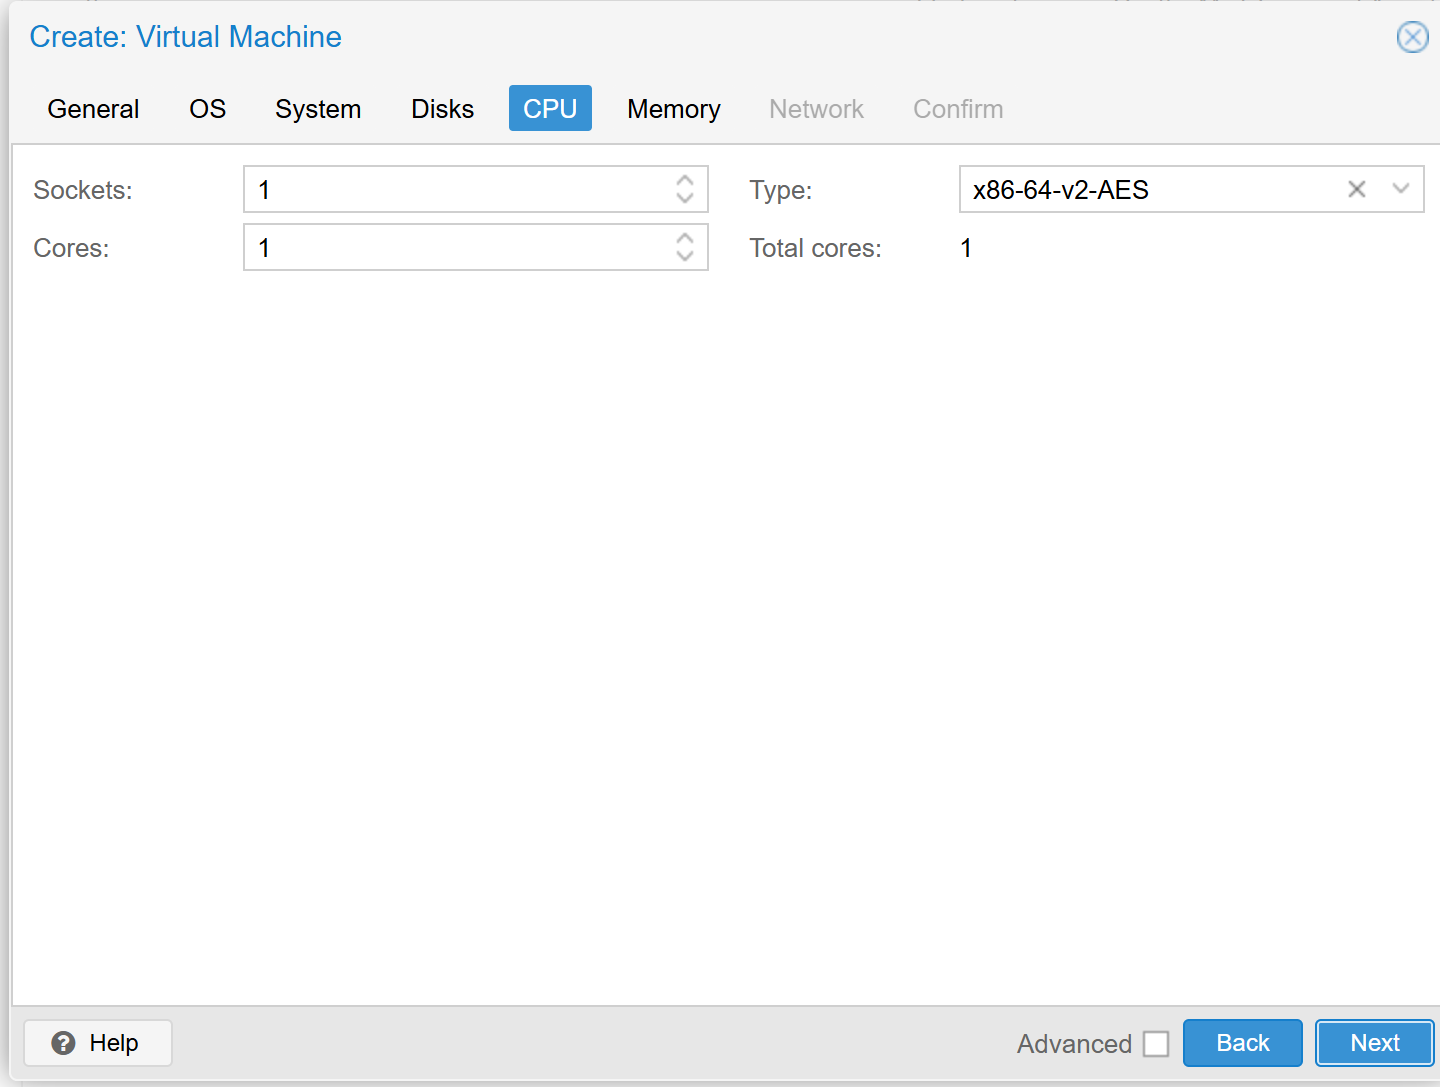 Create: Virtual Machine
General OS System Disks CPU Memory Network Confirm
Sockets: 1 Type: x86-64-v2-AES
Cores: 1 Total cores: 1
Help Advanced Back Next